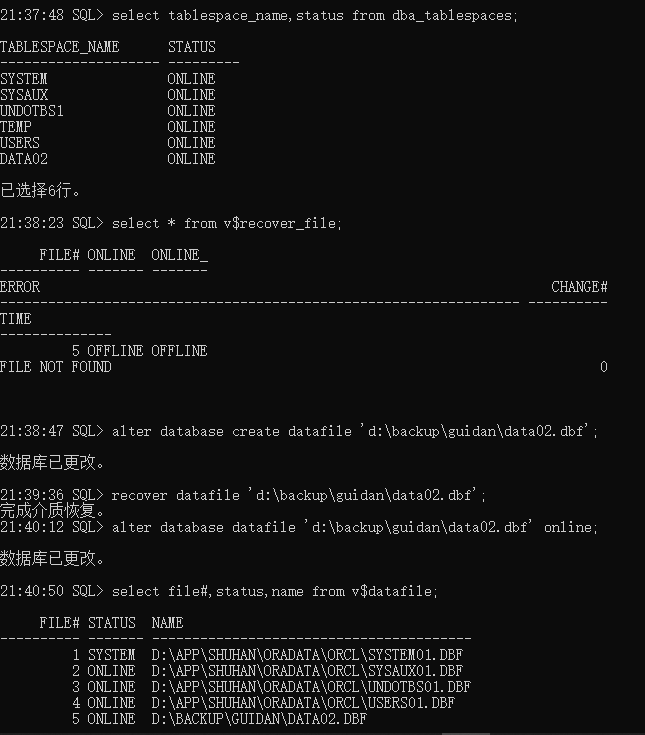 21:37:48 SQL> select tablespace_name,status from dba_tablespaces;
TABLESPACE_NAME      STATUS
-------------------- ---------
SYSTEM               ONLINE
SYSAUX               ONLINE
UNDOTBS1             ONLINE
TEMP                 ONLINE
USERS                ONLINE
DATA02               ONLINE
已选择6行。
21:38:23 SQL> select * from v$recover_file;
     FILE# ONLINE  ONLINE_
---------- ------- -------
ERROR                                                                CHANGE#
----------------------------------------------------------------- ----------
TIME
--------------
         5 OFFLINE OFFLINE
FILE NOT FOUND                                                             0
21:38:47 SQL> alter database create datafile 'd:\backup\guidan\data02.dbf';
数据库已更改。
21:39:36 SQL> recover datafile 'd:\backup\guidan\data02.dbf';
完成介质恢复。
21:40:12 SQL> alter database datafile 'd:\backup\guidan\data02.dbf' online;
数据库已更改。
21:40:50 SQL> select file#,status,name from v$datafile;
     FILE# STATUS  NAME
---------- ------- ----------------------------------------
         1 SYSTEM  D:\APP\SHUHAN\ORADATA\ORCL\SYSTEM01.DBF
         2 ONLINE  D:\APP\SHUHAN\ORADATA\ORCL\SYSAUX01.DBF
         3 ONLINE  D:\APP\SHUHAN\ORADATA\ORCL\UNDOTBS01.DBF
         4 ONLINE  D:\APP\SHUHAN\ORADATA\ORCL\USERS01.DBF
         5 ONLINE  D:\BACKUP\GUIDAN\DATA02.DBF